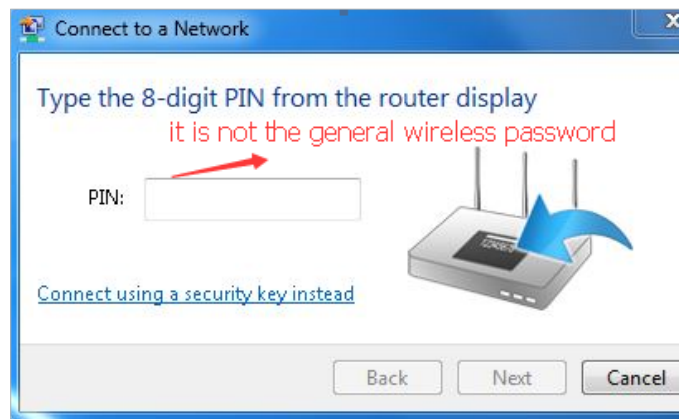 Connect to a Network
Type the 8-digit PIN from the router display
it is not the general wireless password
PIN:
Connect using a security key instead
Back Next Cancel